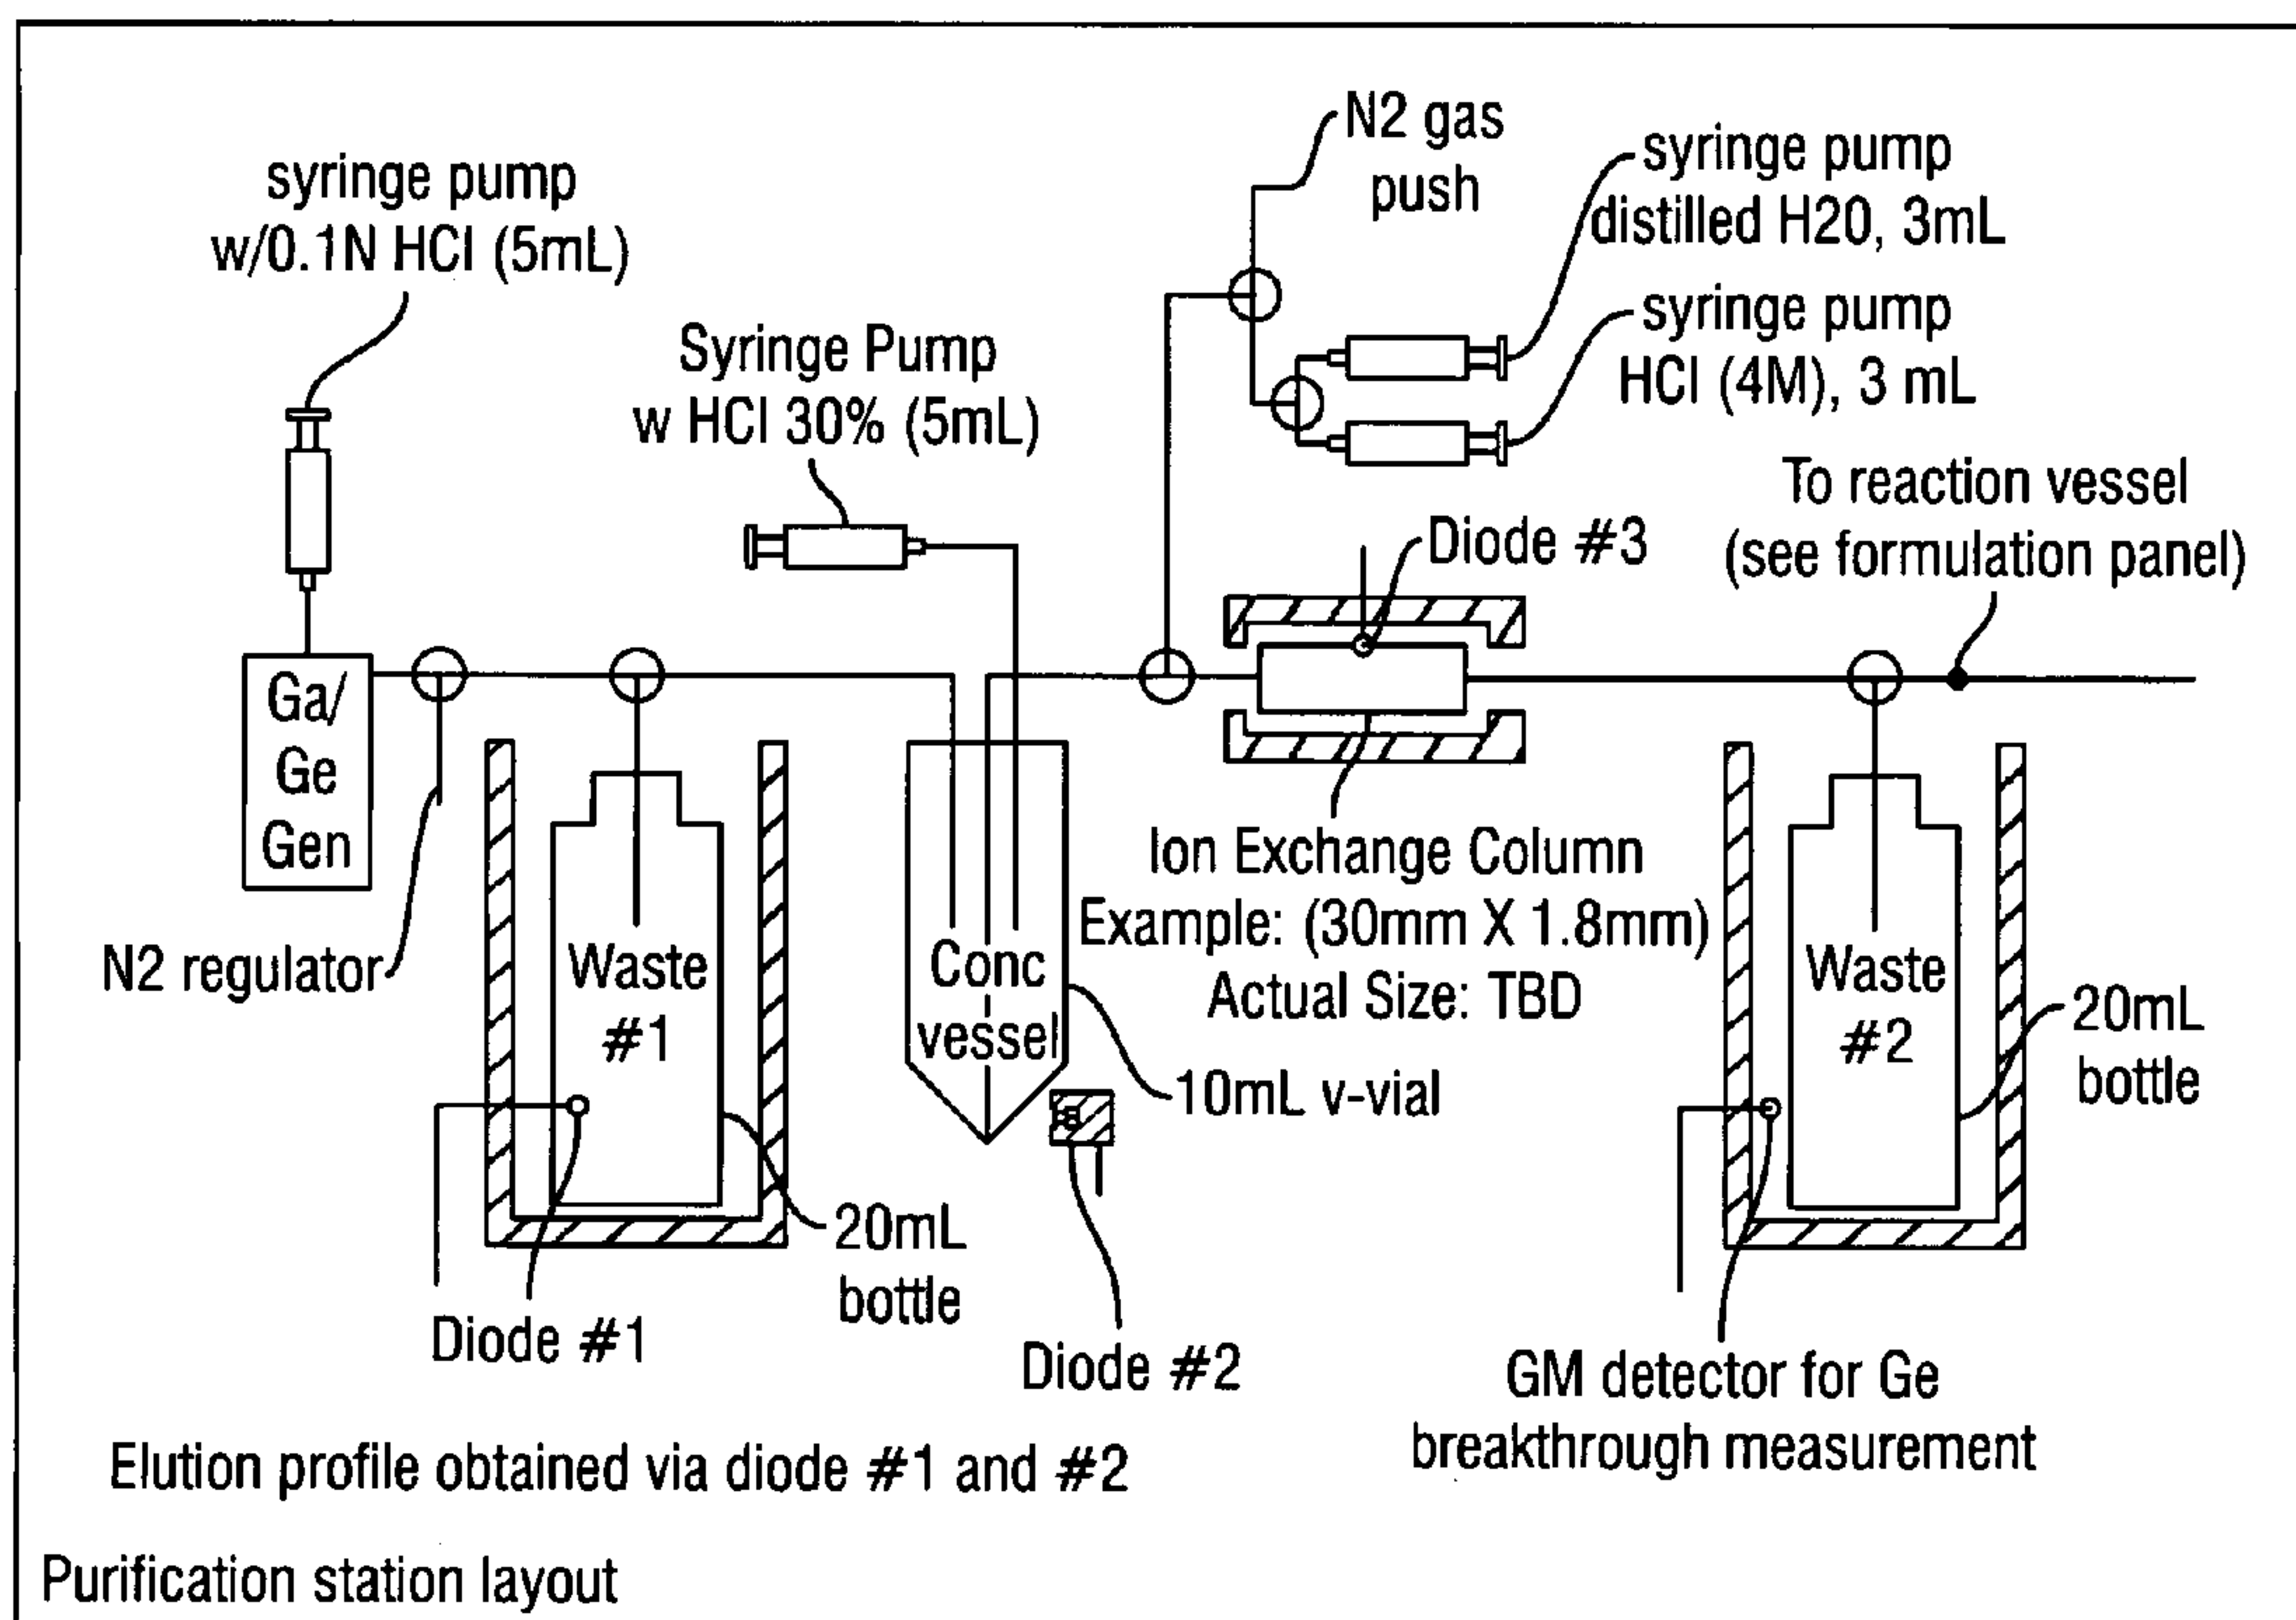 N2 gas
push
syringe pump
distilled H20, 3mL
syringe pump
HCl (4M), 3 mL
syringe pump
w/0.1N HCl (5mL)
Syringe Pump
w HCl 30% (5mL)
To reaction vessel
(see formulation panel)
Diode #3
Ga/
Ge
Gen
N2 regulator
Waste
#1
Conc
vessel
Ion Exchange Column
Example: (30mm X 1.8mm)
Actual Size: TBD
10mL v-vial
Waste
#2
20mL
bottle
20mL
bottle
Diode #1
Diode #2
GM detector for Ge
breakthrough measurement
Elution profile obtained via diode #1 and #2
Purification station layout